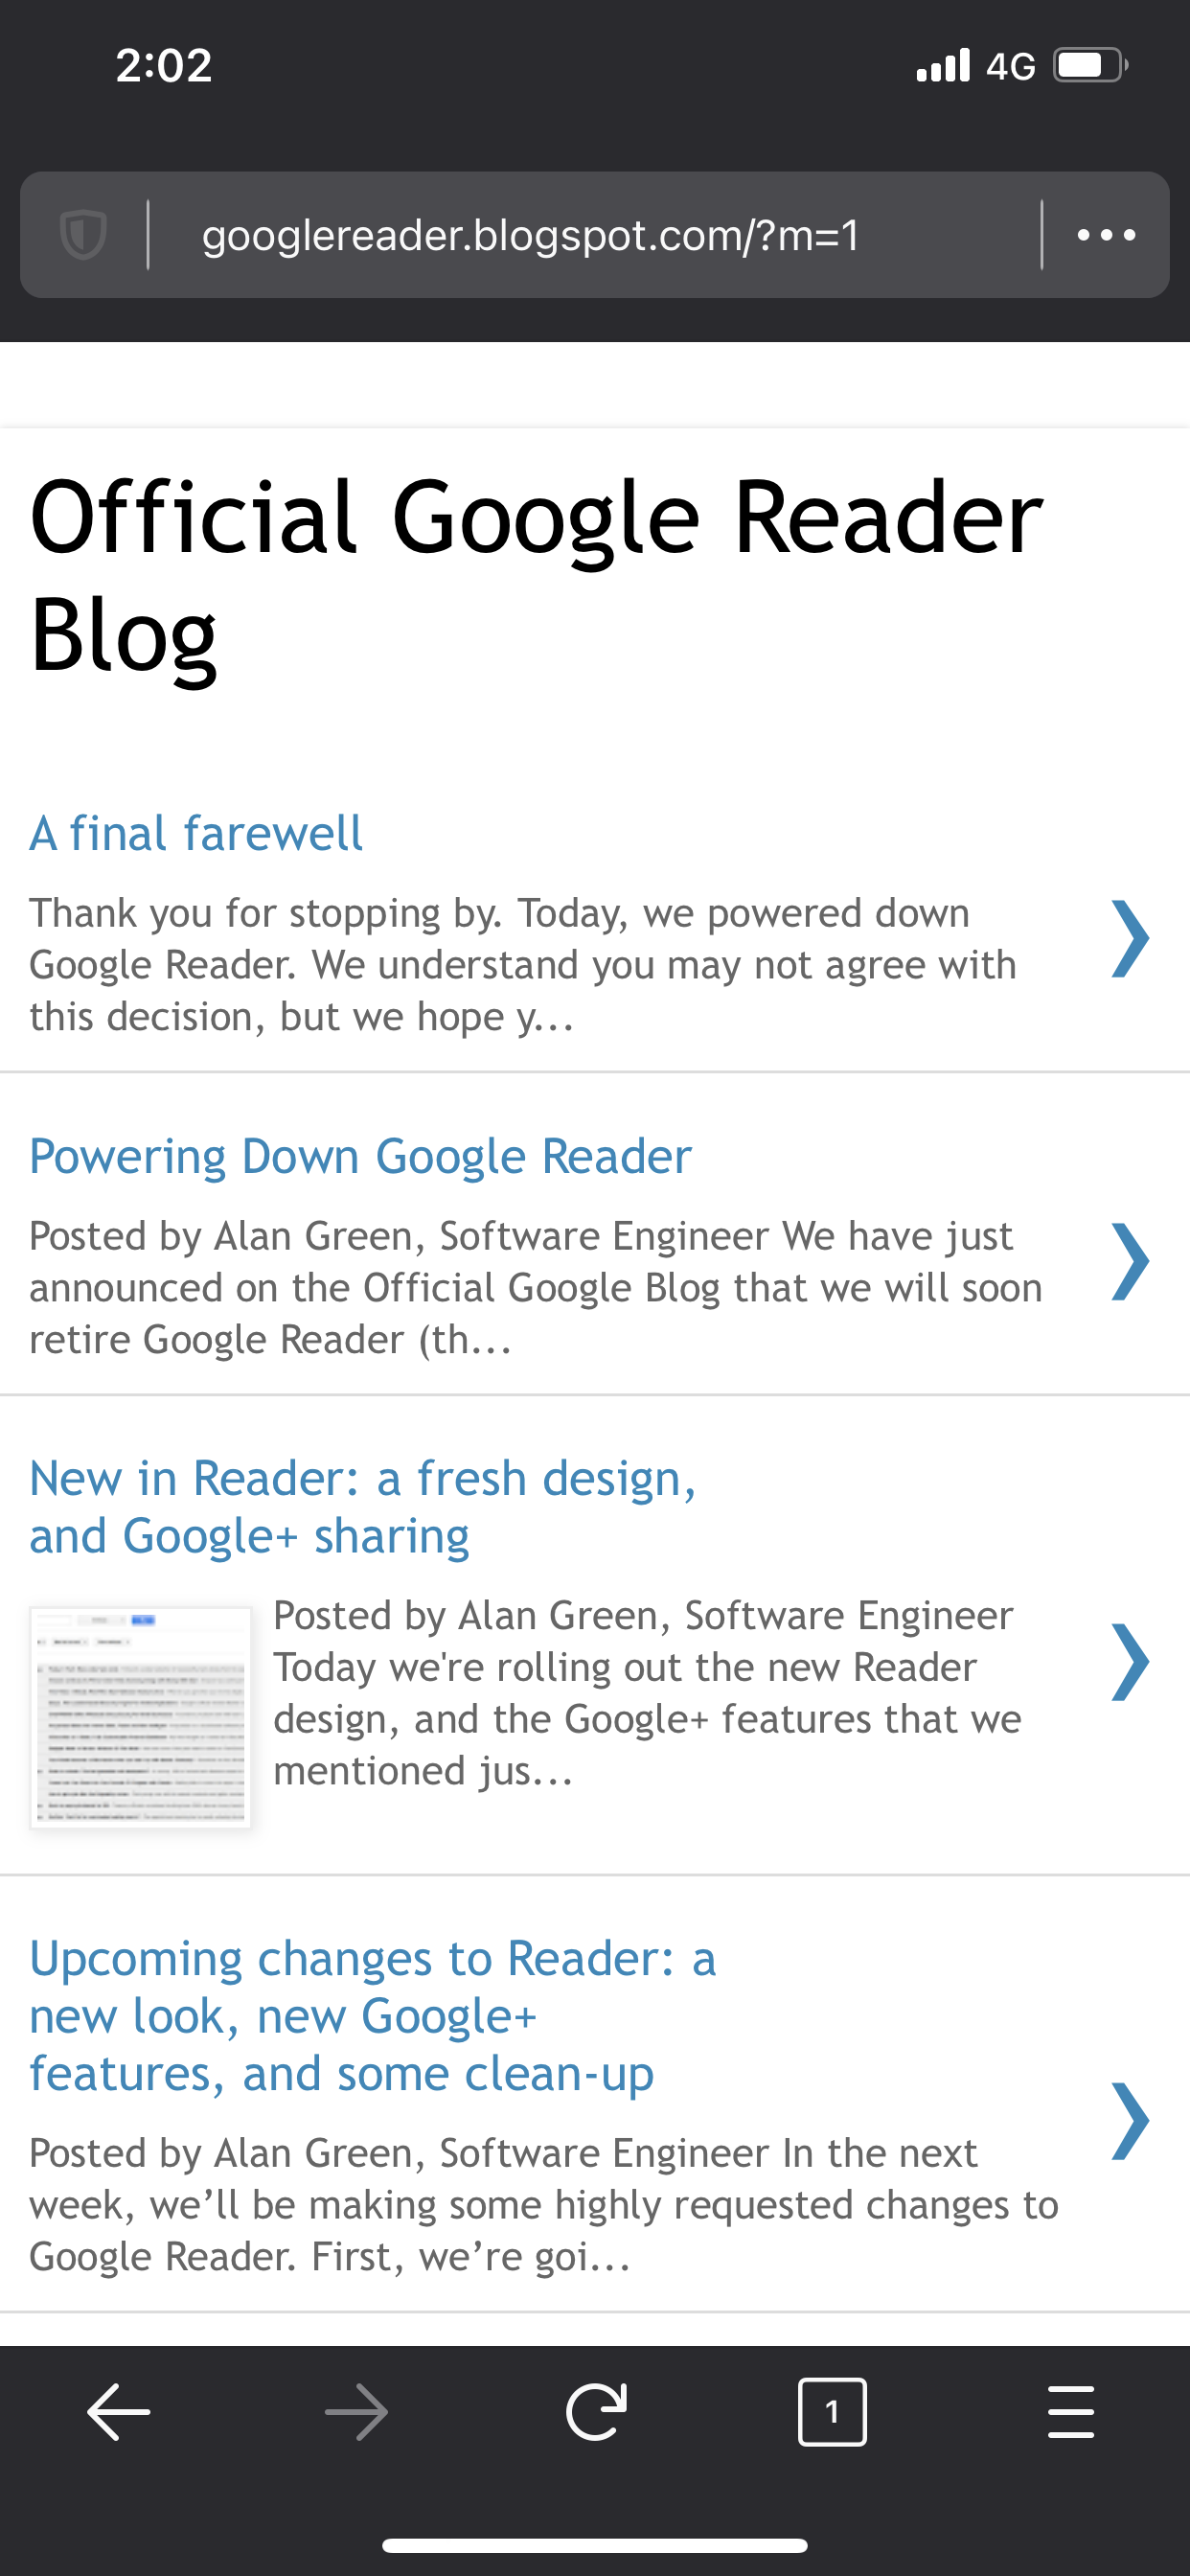 2:02
4G
googlereader.blogspot.com/?m=1
Official Google Reader
Blog
A final farewell
Thank you for stopping by. Today, we powered down
Google Reader. We understand you may not agree with
this decision, but we hope y...
Powering Down Google Reader
Posted by Alan Green, Software Engineer We have just
announced on the Official Google Blog that we will soon
retire Google Reader (th...
New in Reader: a fresh design,
and Google+ sharing
Posted by Alan Green, Software Engineer
Today we're rolling out the new Reader
design, and the Google+ features that we
mentioned jus...
Upcoming changes to Reader: a
new look, new Google+
features, and some clean-up
Posted by Alan Green, Software Engineer In the next
week, we’ll be making some highly requested changes to
Google Reader. First, we’re goi...
1